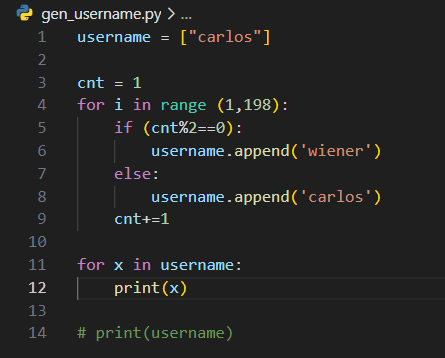 gen_username.py > ...
1 username = ["carlos"]
2
3 cnt = 1
4 for i in range (1,198):
5     if (cnt%2==0):
6         username.append('wiener')
7     else:
8         username.append('carlos')
9     cnt+=1
10
11 for x in username:
12     print(x)
13
14 # print(username)